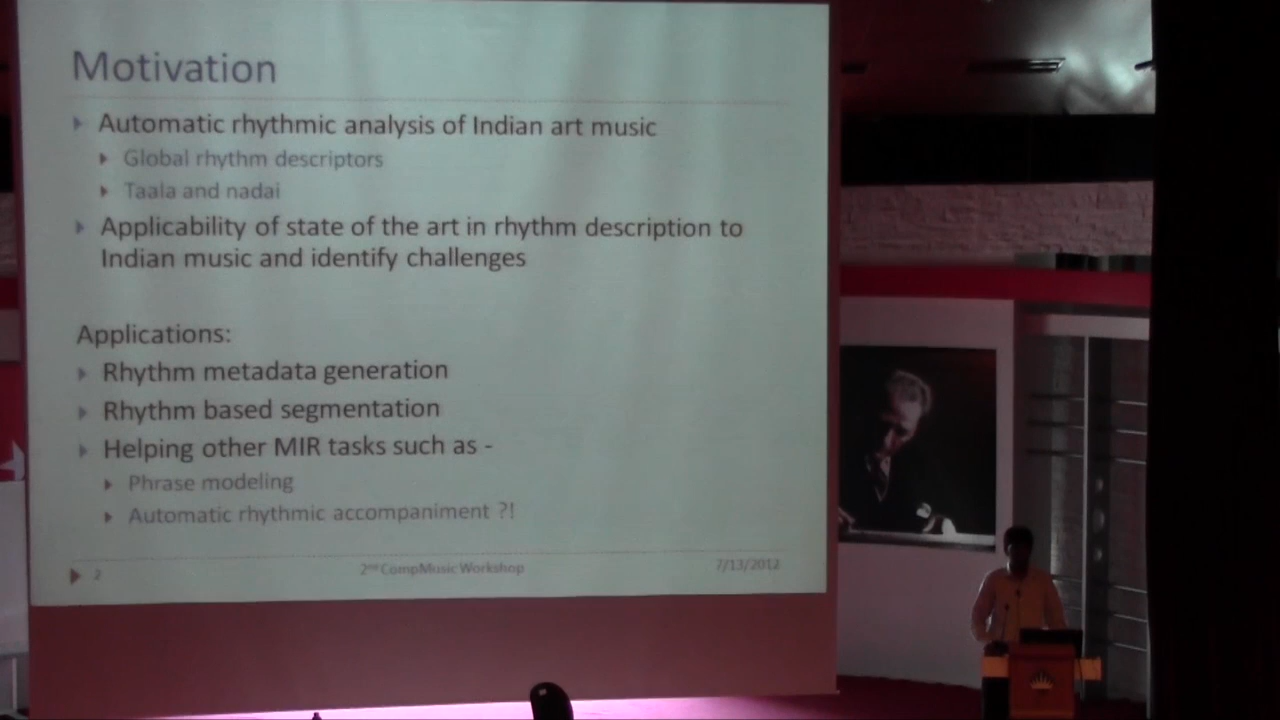 Motivation
Automatic rhythmic analysis of Indian art music
Global rhythm descriptors
Taala and nadai
Applicability of state of the art in rhythm description to
Indian music and identify challenges
Applications:
Rhythm metadata generation
Rhythm based segmentation
Helping other MIR tasks such as -
Phrase modeling
Automatic rhythmic accompaniment ?!
2 2nd CompMusic Workshop 7/13/2012